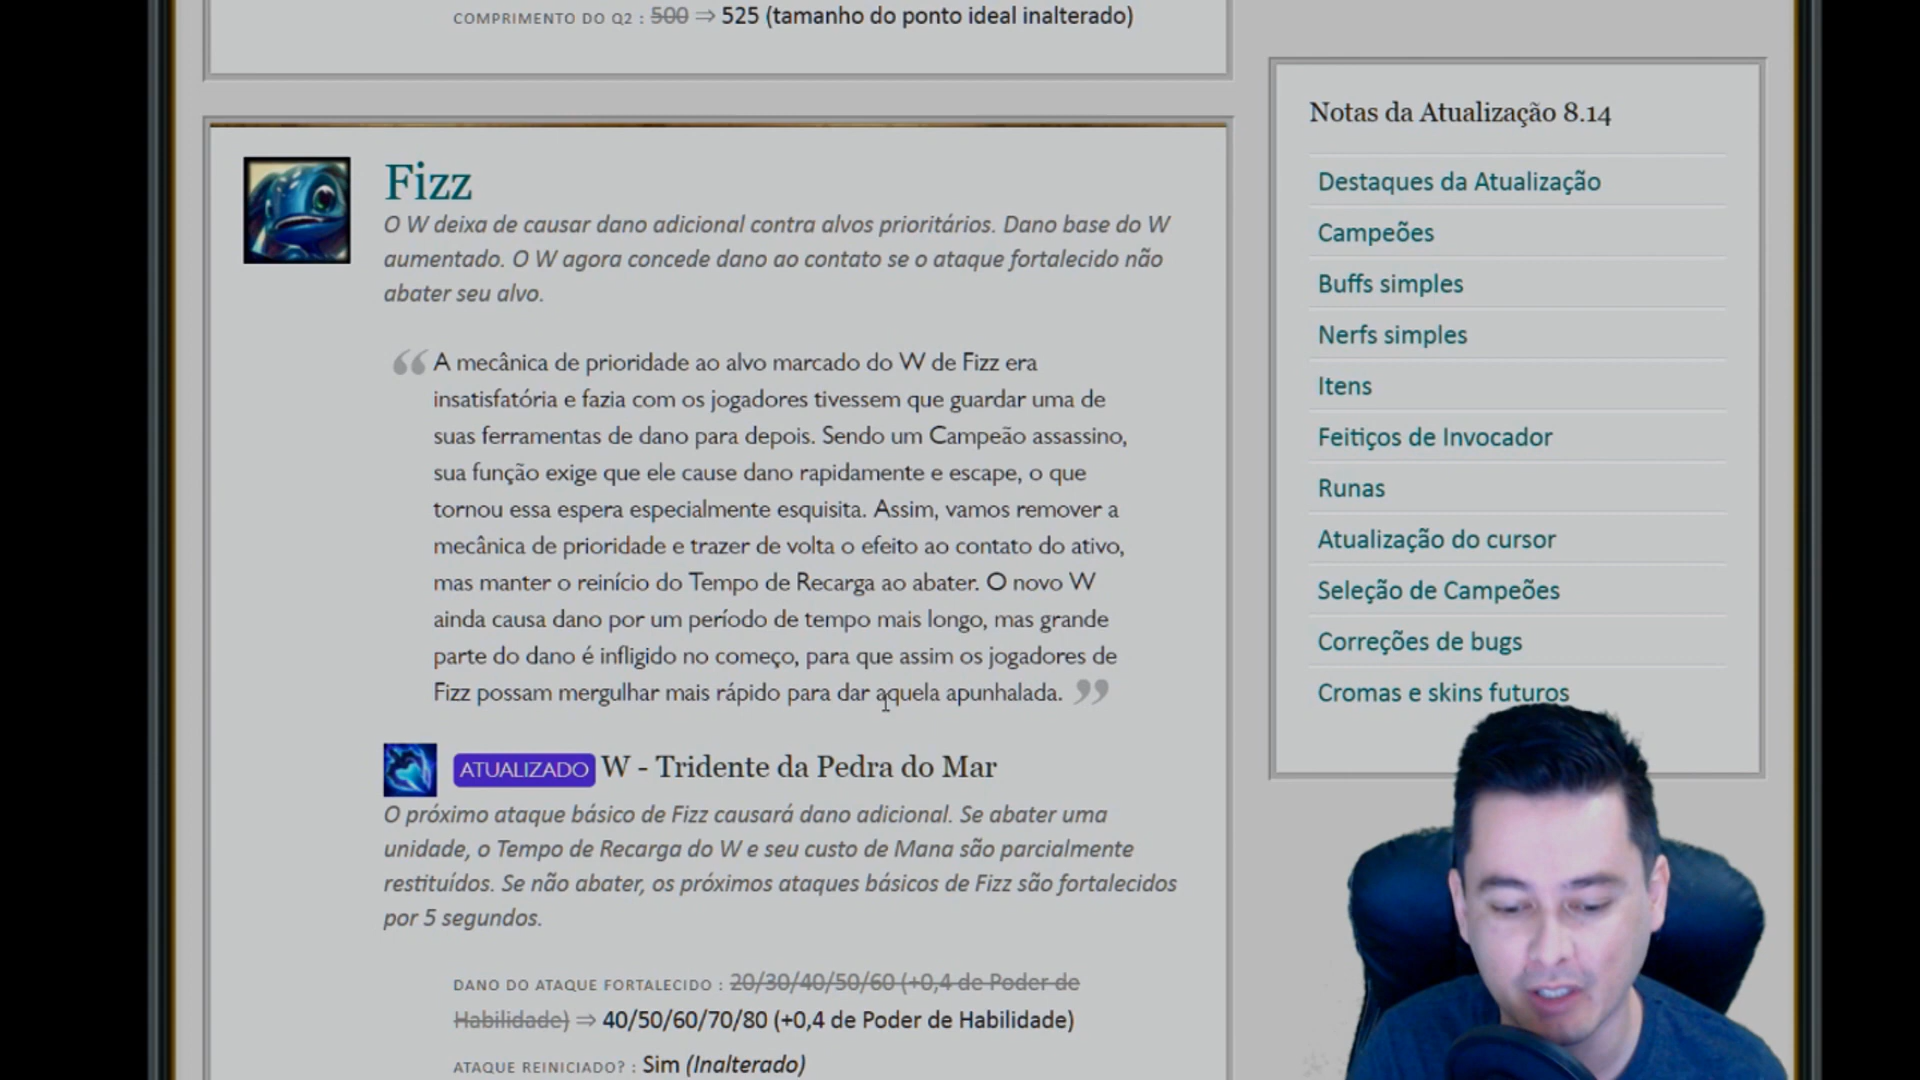 COMPRIMENTO DO Q2 : 500 ⇒ 525 (tamanho do ponto ideal inalterado)
Fizz
O W deixa de causar dano adicional contra alvos prioritários. Dano base do W
aumentado. O W agora concede dano ao contato se o ataque fortalecido não
abater seu alvo.
“ A mecânica de prioridade ao alvo marcado do W de Fizz era
insatisfatória e fazia com os jogadores tivessem que guardar uma de
suas ferramentas de dano para depois. Sendo um Campeão assassino,
sua função exige que ele cause dano rapidamente e escape, o que
tornou essa espera especialmente esquisita. Assim, vamos remover a
mecânica de prioridade e trazer de volta o efeito ao contato do ativo,
mas manter o reinício do Tempo de Recarga ao abater. O novo W
ainda causa dano por um período de tempo mais longo, mas grande
parte do dano é infligido no começo, para que assim os jogadores de
Fizz possam mergulhar mais rápido para dar aquela apunhalada. ”
ATUALIZADO W - Tridente da Pedra do Mar
O próximo ataque básico de Fizz causará dano adicional. Se abater uma
unidade, o Tempo de Recarga do W e seu custo de Mana são parcialmente
restituídos. Se não abater, os próximos ataques básicos de Fizz são fortalecidos
por 5 segundos.
DANO DO ATAQUE FORTALECIDO : 20/30/40/50/60 (+0,4 de Poder de
Habilidade) ⇒ 40/50/60/70/80 (+0,4 de Poder de Habilidade)
ATAQUE REINICIADO? : Sim (Inalterado)
Notas da Atualização 8.14
Destaques da Atualização
Campeões
Buffs simples
Nerfs simples
Itens
Feitiços de Invocador
Runas
Atualização do cursor
Seleção de Campeões
Correções de bugs
Cromas e skins futuros